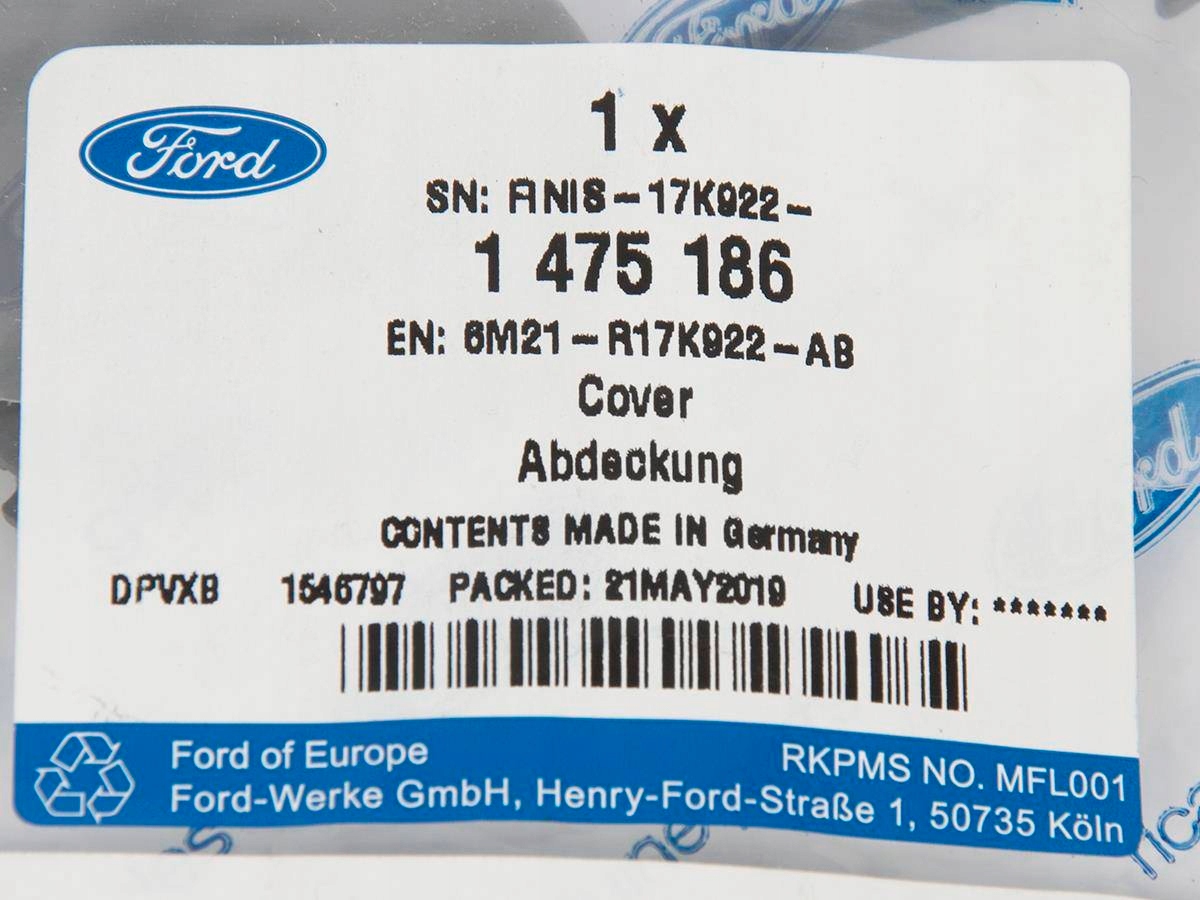 Ford
1 x
SN: ANIS-17K922-
1 475 186
EN: 6M21-R17K922-AB
Cover
Abdeckung
CONTENTS MADE IN Germany
DPVXB 1546797 PACKED: 21MAY2019 USE BY: *******
Ford of Europe RKPMS NO. MFL001
Ford-Werke GmbH, Henry-Ford-Straße 1, 50735 Köln
Ford